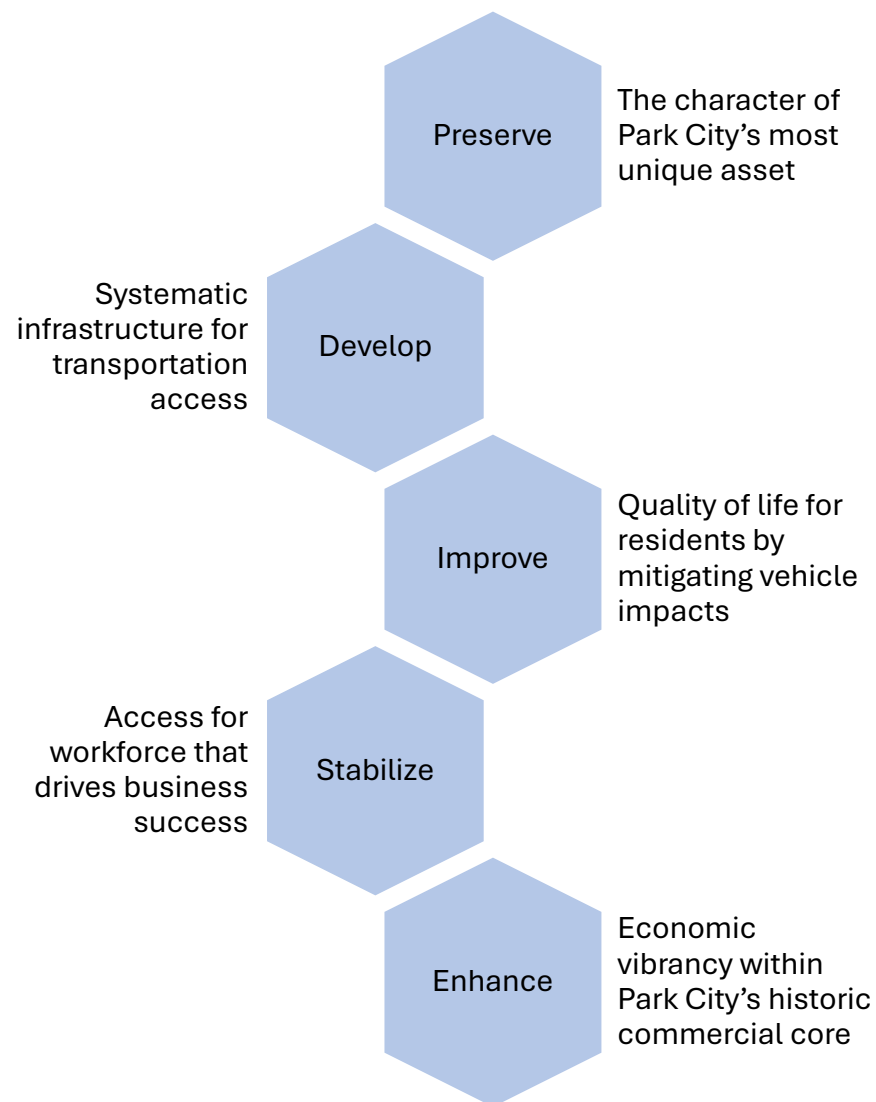 Preserve
The character of
Park City’s most
unique asset
Develop
Systematic
infrastructure for
transportation
access
Improve
Quality of life for
residents by
mitigating vehicle
impacts
Stabilize
Access for
workforce that
drives business
success
Enhance
Economic
vibrancy within
Park City’s historic
commercial core